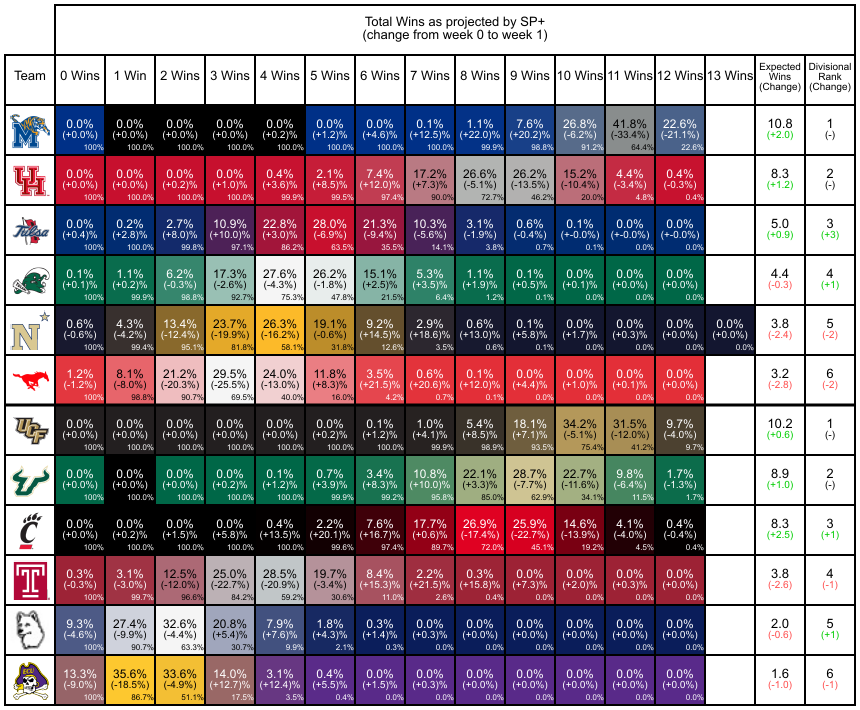 Total Wins as projected by SP+
(change from week 0 to week 1)
Team 0 Wins 1 Win 2 Wins 3 Wins 4 Wins 5 Wins 6 Wins 7 Wins 8 Wins 9 Wins 10 Wins 11 Wins 12 Wins 13 Wins Expected Wins (Change) Divisional Rank (Change)
0.0% 0.0% 0.0% 0.0% 0.0% 0.0% 0.0% 0.1% 1.1% 7.6% 26.8% 41.8% 22.6% 10.8 1
(+0.0%) (+0.0%) (+0.0%) (+0.0%) (+0.2%) (+1.2%) (+4.6%) (+12.5%) (+22.0%) (+20.2%) (-6.2%) (-33.4%) (-21.1%) (+2.0) (-)
100% 100.0% 100.0% 100.0% 100.0% 100.0% 100.0% 100.0% 99.9% 98.8% 91.2% 64.4% 22.6%
UH
0.0% 0.0% 0.0% 0.0% 0.4% 2.1% 7.4% 17.2% 26.6% 26.2% 15.2% 4.4% 0.4% 8.3 2
(+0.0%) (+0.0%) (+0.2%) (+1.0%) (+3.6%) (+8.5%) (+12.0%) (+7.3%) (-5.1%) (-13.5%) (-10.4%) (-3.4%) (-0.3%) (+1.2) (-)
100% 100.0% 100.0% 100.0% 99.9% 99.5% 97.4% 90.0% 72.7% 46.2% 20.0% 4.8% 0.4%
Tulsa
0.0% 0.2% 2.7% 10.9% 22.8% 28.0% 21.3% 10.3% 3.1% 0.6% 0.1% 0.0% 0.0% 5.0 3
(+0.4%) (+2.8%) (+8.0%) (+10.0%) (+3.0%) (-6.9%) (-9.4%) (-5.6%) (-1.9%) (-0.4%) (+-0.0%) (+-0.0%) (+-0.0%) (+0.9) (+3)
100% 100.0% 99.8% 97.1% 86.2% 63.5% 35.5% 14.1% 3.8% 0.7% 0.1% 0.0% 0.0%
0.1% 1.1% 6.2% 17.3% 27.6% 26.2% 15.1% 5.3% 1.1% 0.1% 0.0% 0.0% 0.0% 4.4 4
(+0.1%) (+0.2%) (-0.3%) (-2.6%) (-4.3%) (-1.8%) (+2.5%) (+3.5%) (+1.9%) (+0.5%) (+0.1%) (+0.0%) (+0.0%) (-0.3) (+1)
100% 99.9% 98.8% 92.7% 75.3% 47.8% 21.5% 6.4% 1.2% 0.1% 0.0% 0.0% 0.0%
N
0.6% 4.3% 13.4% 23.7% 26.3% 19.1% 9.2% 2.9% 0.6% 0.1% 0.0% 0.0% 0.0% 0.0% 3.8 5
(-0.6%) (-4.2%) (-12.4%) (-19.9%) (-16.2%) (-0.6%) (+14.5%) (+18.6%) (+13.0%) (+5.8%) (+1.7%) (+0.3%) (+0.0%) (+0.0%) (-2.4) (-2)
100% 99.4% 95.1% 81.8% 58.1% 31.8% 12.6% 3.5% 0.6% 0.1% 0.0% 0.0% 0.0% 0.0%
1.2% 8.1% 21.2% 29.5% 24.0% 11.8% 3.5% 0.6% 0.1% 0.0% 0.0% 0.0% 0.0% 3.2 6
(-1.2%) (-8.0%) (-20.3%) (-25.5%) (-13.0%) (+8.3%) (+21.5%) (+20.6%) (+12.0%) (+4.4%) (+1.0%) (+0.1%) (+0.0%) (-2.8) (-2)
100% 98.8% 90.7% 69.5% 40.0% 16.0% 4.2% 0.7% 0.1% 0.0% 0.0% 0.0% 0.0%
UCF
0.0% 0.0% 0.0% 0.0% 0.0% 0.0% 0.1% 1.0% 5.4% 18.1% 34.2% 31.5% 9.7% 10.2 1
(+0.0%) (+0.0%) (+0.0%) (+0.0%) (+0.0%) (+0.2%) (+1.2%) (+4.1%) (+8.5%) (+7.1%) (-5.1%) (-12.0%) (-4.0%) (+0.6) (-)
100% 100.0% 100.0% 100.0% 100.0% 100.0% 100.0% 99.9% 98.9% 93.5% 75.4% 41.2% 9.7%
0.0% 0.0% 0.0% 0.0% 0.1% 0.7% 3.4% 10.8% 22.1% 28.7% 22.7% 9.8% 1.7% 8.9 2
(+0.0%) (+0.0%) (+0.0%) (+0.2%) (+1.2%) (+3.9%) (+8.3%) (+10.0%) (+3.3%) (-7.7%) (-11.6%) (-6.4%) (-1.3%) (+1.0) (-)
100% 100.0% 100.0% 100.0% 100.0% 99.9% 99.2% 95.8% 85.0% 62.9% 34.1% 11.5% 1.7%
C
0.0% 0.0% 0.0% 0.0% 0.4% 2.2% 7.6% 17.7% 26.9% 25.9% 14.6% 4.1% 0.4% 8.3 3
(+0.0%) (+0.2%) (+1.5%) (+5.8%) (+13.5%) (+20.1%) (+16.7%) (+0.6%) (-17.4%) (-22.7%) (-13.9%) (-4.0%) (-0.4%) (+2.5) (+1)
100% 100.0% 100.0% 100.0% 100.0% 99.6% 97.4% 89.7% 72.0% 45.1% 19.2% 4.5% 0.4%
T
0.3% 3.1% 12.5% 25.0% 28.5% 19.7% 8.4% 2.2% 0.3% 0.0% 0.0% 0.0% 0.0% 3.8 4
(-0.3%) (-3.0%) (-12.0%) (-22.7%) (-20.9%) (-3.4%) (+15.3%) (+21.5%) (+15.8%) (+7.3%) (+2.0%) (+0.3%) (+0.0%) (-2.6) (-1)
100% 99.7% 96.6% 84.2% 59.2% 30.6% 11.0% 2.6% 0.4% 0.0% 0.0% 0.0% 0.0%
9.3% 27.4% 32.6% 20.8% 7.9% 1.8% 0.3% 0.0% 0.0% 0.0% 0.0% 0.0% 0.0% 2.0 5
(-4.6%) (-9.9%) (-4.4%) (+5.4%) (+7.6%) (+4.3%) (+1.4%) (+0.3%) (+0.0%) (+0.0%) (+0.0%) (+0.0%) (+0.0%) (-0.6) (+1)
100% 90.7% 63.3% 30.7% 9.9% 2.1% 0.3% 0.0% 0.0% 0.0% 0.0% 0.0% 0.0%
ECU
13.3% 35.6% 33.6% 14.0% 3.1% 0.4% 0.0% 0.0% 0.0% 0.0% 0.0% 0.0% 0.0% 1.6 6
(-9.0%) (-18.5%) (-4.9%) (+12.7%) (+12.4%) (+5.5%) (+1.5%) (+0.3%) (+0.0%) (+0.0%) (+0.0%) (+0.0%) (+0.0%) (-1.0) (-1)
100% 86.7% 51.1% 17.5% 3.5% 0.4% 0.0% 0.0% 0.0% 0.0% 0.0% 0.0% 0.0%